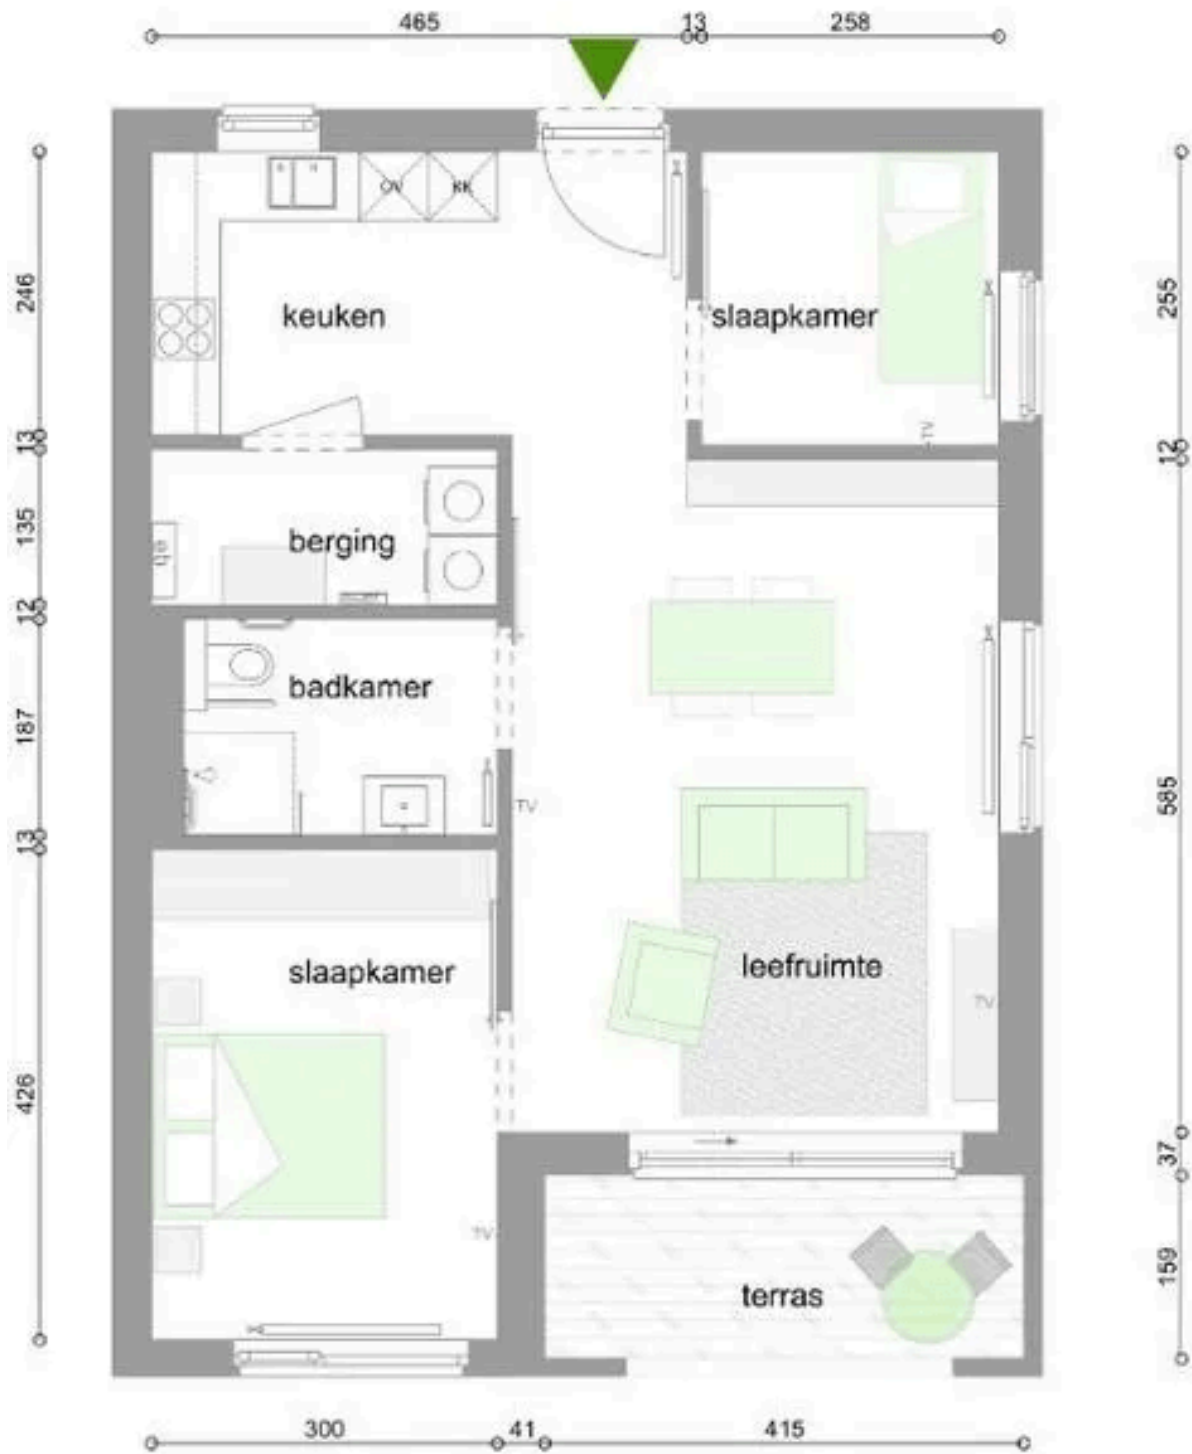 465 13 258
OV KK
246
keuken
slaapkamer
255
TV
13
12
135
berging
qe
12
badkamer
187
585
TV
13
leefruimte
slaapkamer
TV
426
37
TV
159
terras
300 41 415